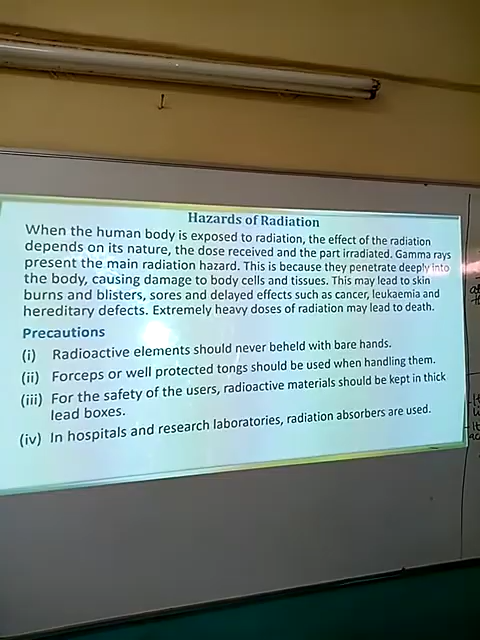 Hazards of Radiation
When the human body is exposed to radiation, the effect of the radiation
depends on its nature, the dose received and the part irradiated. Gamma rays
present the main radiation hazard. This is because they penetrate deeply into
the body, causing damage to body cells and tissues. This may lead to skin
burns and blisters, sores and delayed effects such as cancer, leukaemia and
hereditary defects. Extremely heavy doses of radiation may lead to death.
Precautions
(i) Radioactive elements should never beheld with bare hands.
(ii) Forceps or well protected tongs should be used when handling them.
(iii) For the safety of the users, radioactive materials should be kept in thick
lead boxes.
(iv) In hospitals and research laboratories, radiation absorbers are used.